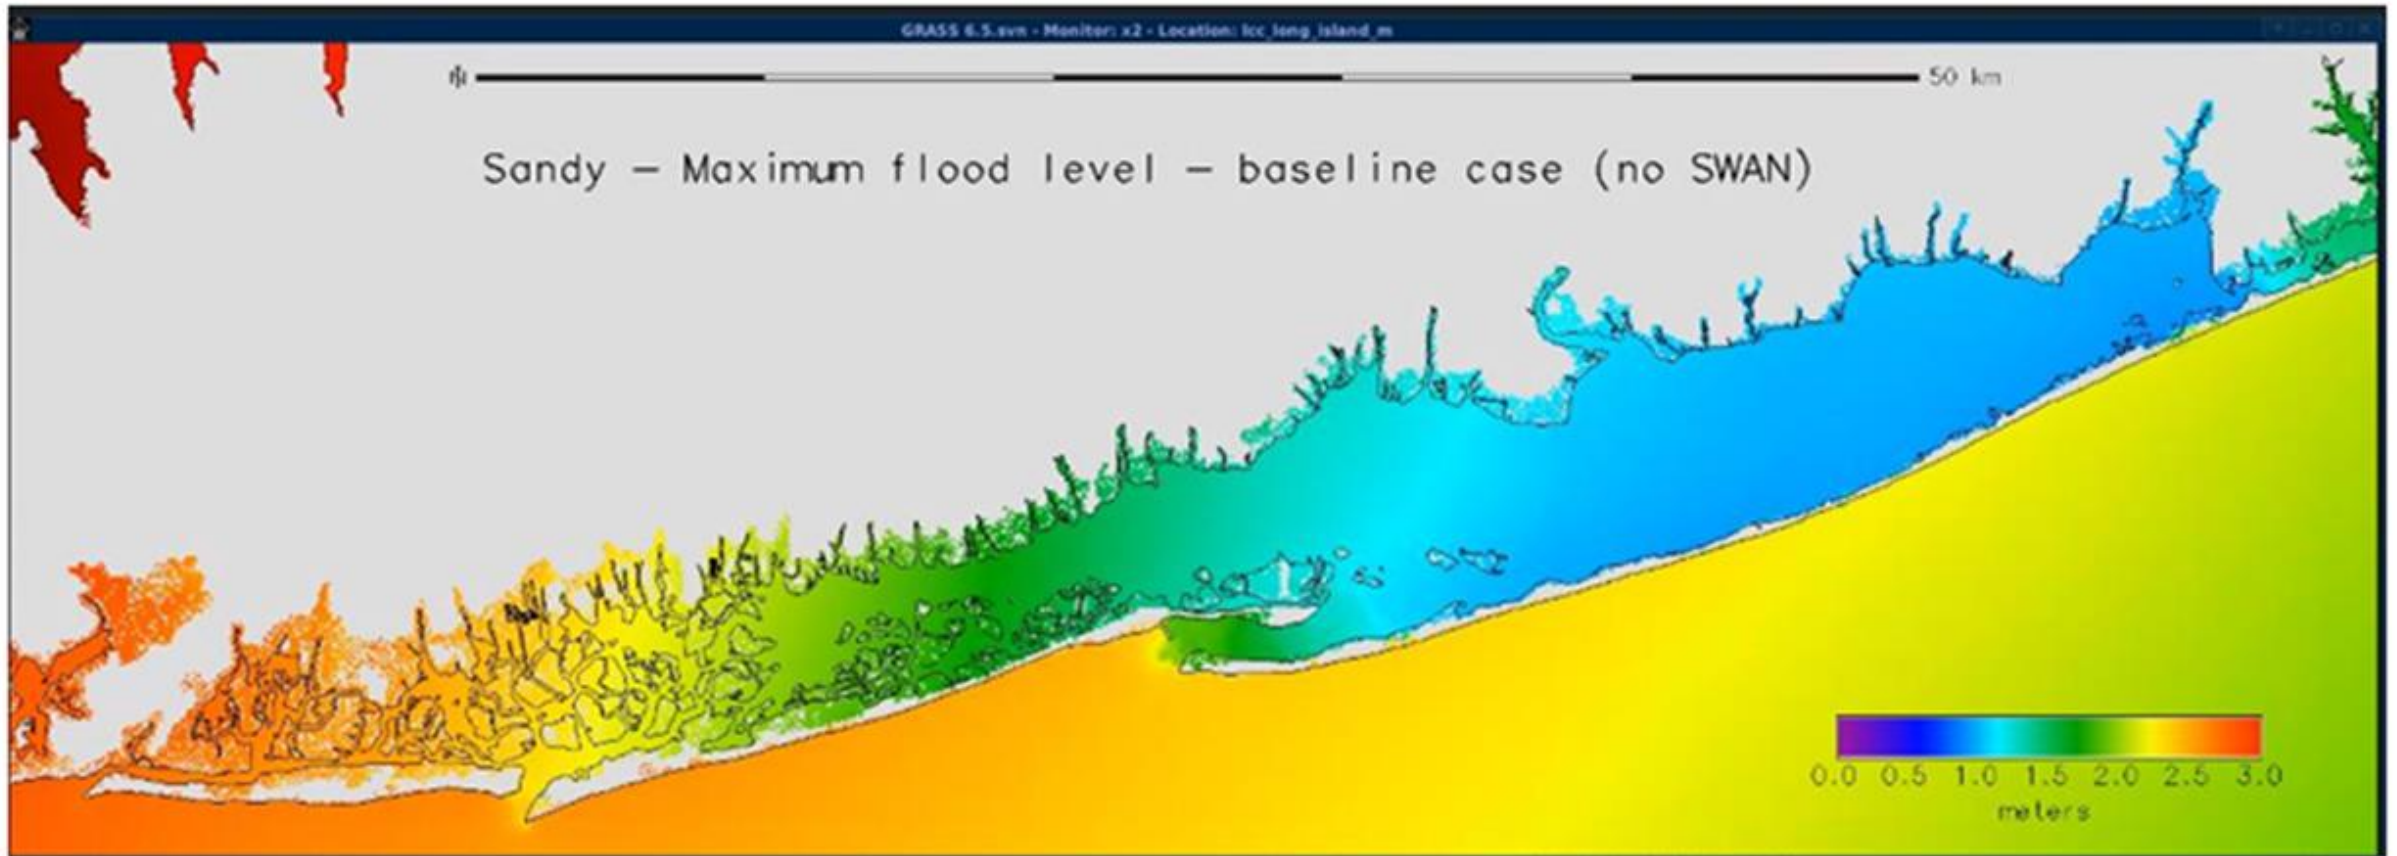 GRASS 6.5.svn - Monitor: x2 - Location: lcc_long_island_m
50 km
Sandy – Maximum flood level – baseline case (no SWAN)
0.0 0.5 1.0 1.5 2.0 2.5 3.0
meters